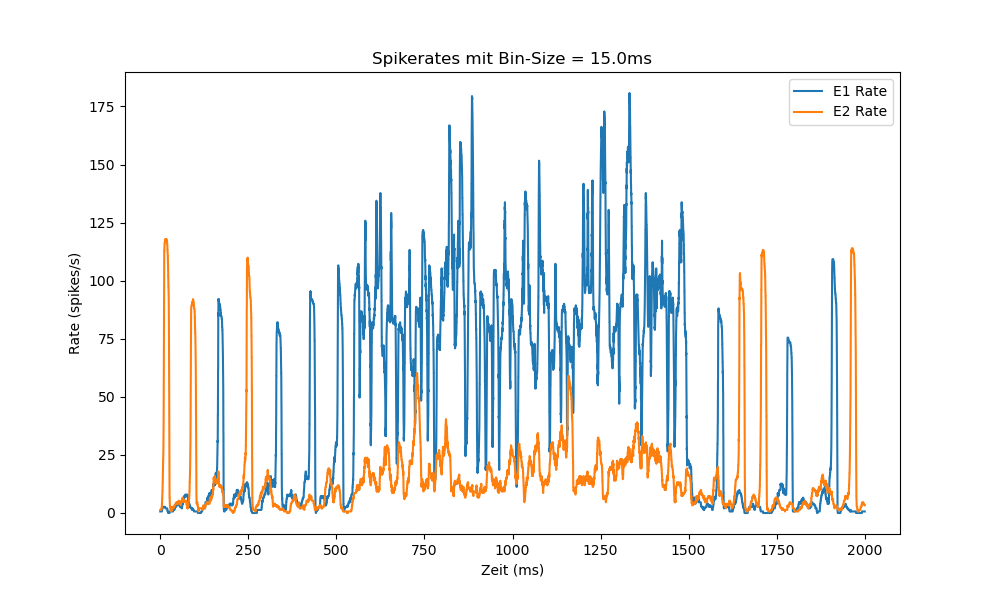 Spikerates mit Bin-Size = 15.0ms
E1 Rate
E2 Rate
175
150
125
100
75
50
25
0
Rate (spikes/s)
0 250 500 750 1000 1250 1500 1750 2000
Zeit (ms)